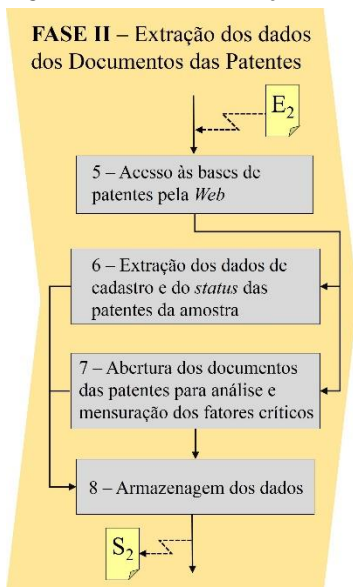 FASE II – Extração dos dados
dos Documentos das Patentes
E2
5 – Acesso às bases de
patentes pela Web
6 – Extração dos dados de
cadastro e do status das
patentes da amostra
7 – Abertura dos documentos
das patentes para análise e
mensuração dos fatores críticos
8 – Armazenagem dos dados
S2